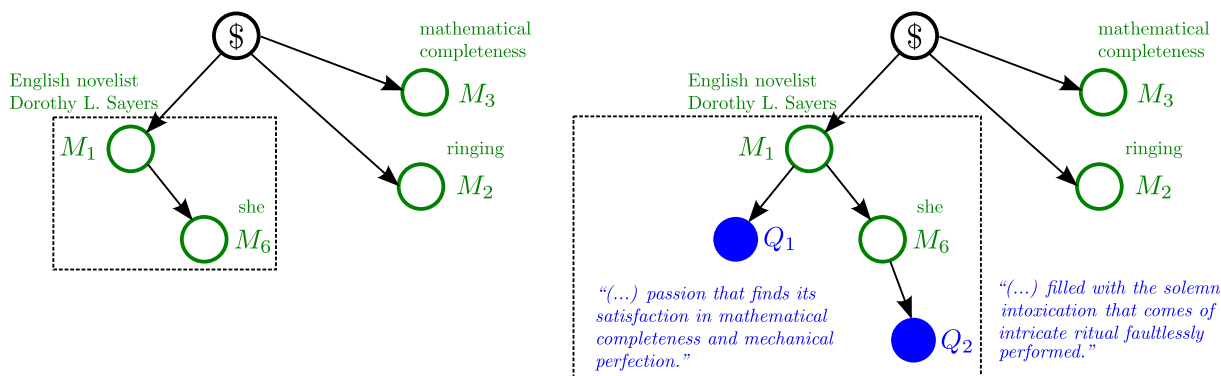 $
mathematical
completeness
M3
English novelist
Dorothy L. Sayers
M1
ringing
M2
she
M6
$
mathematical
completeness
M3
English novelist
Dorothy L. Sayers
M1
ringing
M2
she
Q1
M6
“(...) passion that finds its
satisfaction in mathematical
completeness and mechanical
perfection.”
“(...) filled with the solemn
intoxication that comes of
intricate ritual faultlessly
performed.”
Q2